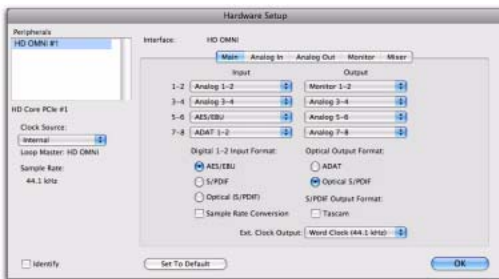 Hardware Setup
Peripherals
HD OMNI #1
Interface: HD OMNI
Main Analog In Analog Out Monitor Mixer
Input Output
1-2 Analog 1-2 Monitor 1-2
3-4 Analog 3-4 Analog 3-4
5-6 AES/EBU Analog 5-6
7-8 ADAT 1-2 Analog 7-8
HD Core PCIe #1
Clock Source:
Internal
Loop Master: HD OMNI
Sample Rate:
44.1 kHz
Digital 1-2 Input Format: Optical Output Format:
AES/EBU ADAT
S/PDIF Optical S/PDIF
Optical (S/PDIF) S/PDIF Output Format:
Sample Rate Conversion Tascam
Ext. Clock Output: Word Clock (44.1 kHz)
Identify Set To Default OK